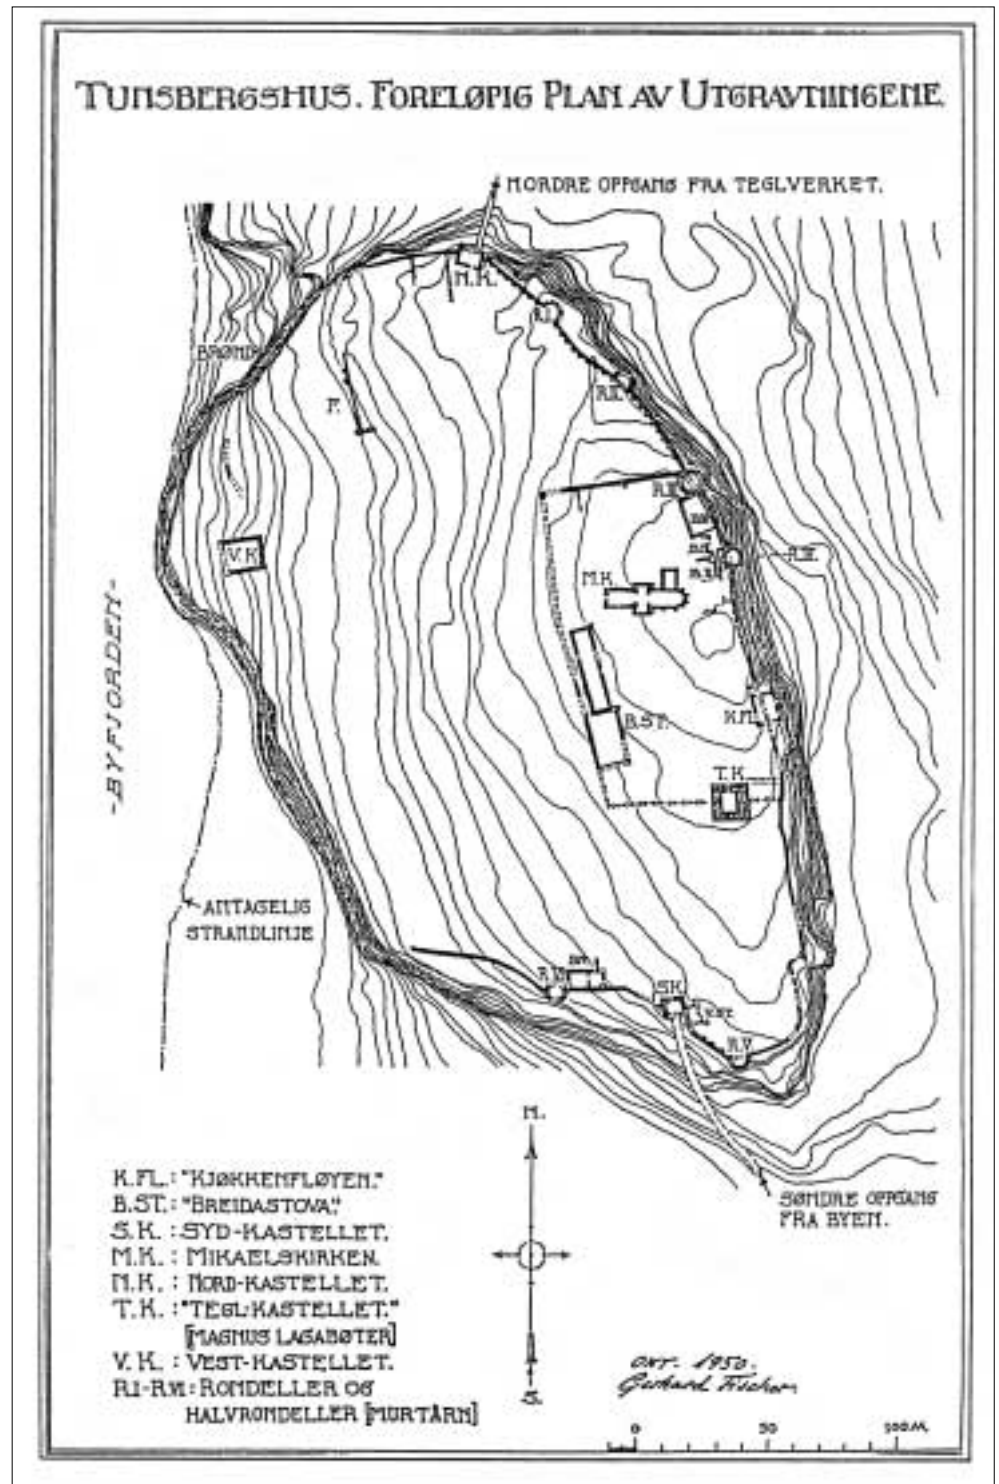 TUNSBERGSHUS. FORELØPIG PLAN AV UTGRAVNINGENE.
NORDRE OPPGANG FRA TEGLVERKET.
N.K.
R.I.
BRØND
R.II.
F.
R.III.
V.K.
R.IV.
M.K.
B.ST.
K.FL.
T.K.
-BYFJORDEN-
ANTAGELIG
STRANDLINJE
S.K.
R.V.
N.
SØNDRE OPPGANG
FRA BYEN.
K.FL.: "KJØKKENFLØYEN."
B.ST.: "BREIDASTOVA."
S.K.: SYD-KASTELLET.
M.K.: MIKAELSKIRKEN.
N.K.: NORD-KASTELLET.
T.K.: "TEGL-KASTELLET."
[MAGNUS LAGABØTER]
V.K.: VEST-KASTELLET.
R.I-R.VI: RONDELLER OG
HALVRONDELLER [MURTÅRN]
S.
1950.
Gerhard Fischer
0 50 100 M.